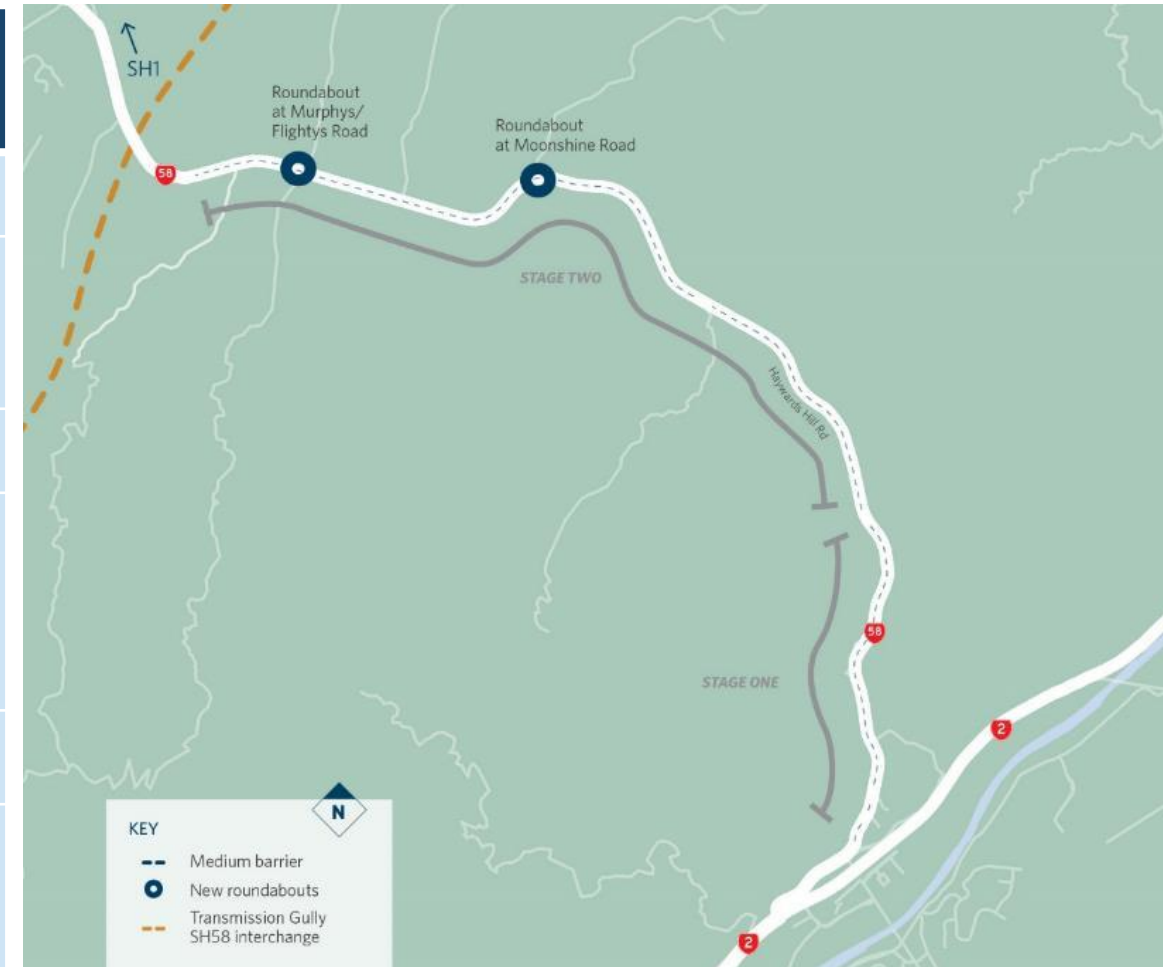 SH1
Roundabout
at Murphys/
Flightys Road
Roundabout
at Moonshine Road
58
STAGE TWO
Haywards Hill Rd
58
STAGE ONE
2
2
N
KEY
Medium barrier
New roundabouts
Transmission Gully
SH58 interchange